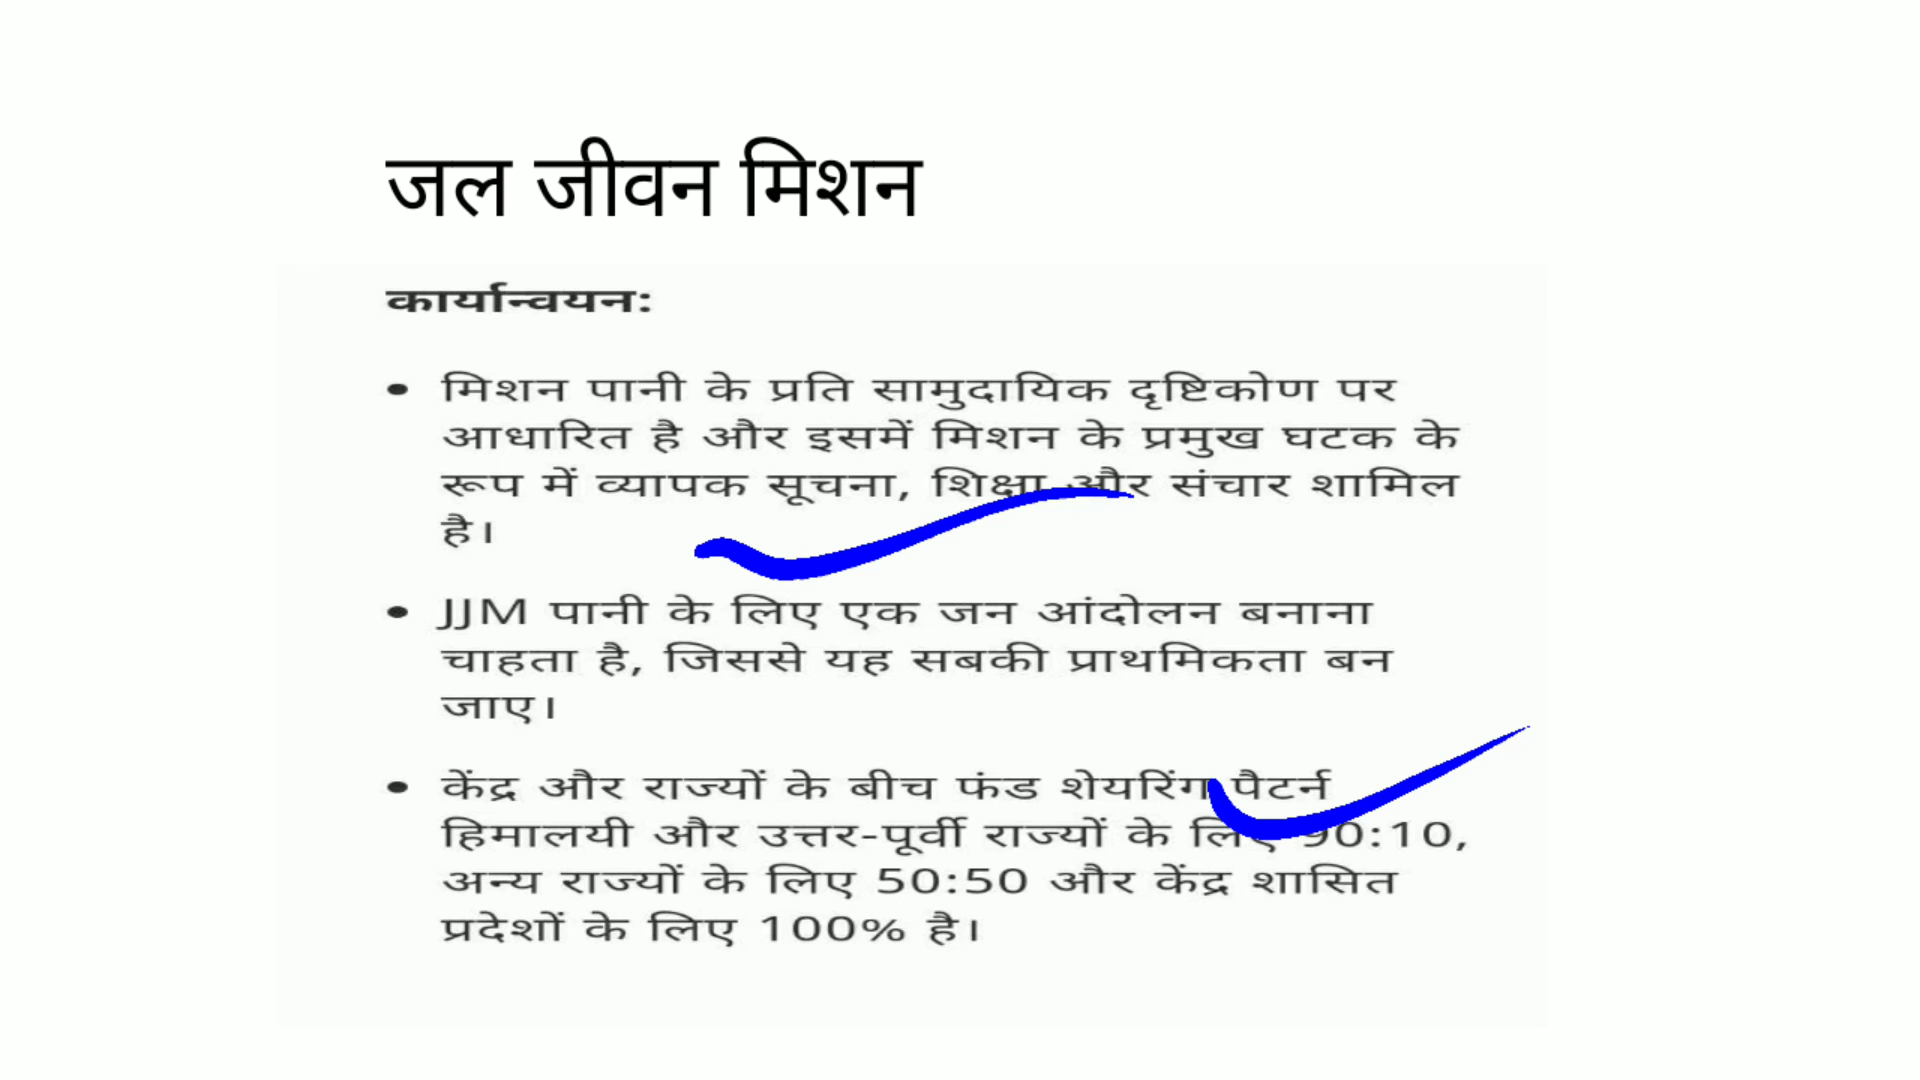 जल जीवन मिशन
कार्यान्वयन:
• मिशन पानी के प्रति सामुदायिक दृष्टिकोण पर
आधारित है और इसमें मिशन के प्रमुख घटक के
रूप में व्यापक सूचना, शिक्षा और संचार शामिल
है।
• JJM पानी के लिए एक जन आंदोलन बनाना
चाहता है, जिससे यह सबकी प्राथमिकता बन
जाए।
• केंद्र और राज्यों के बीच फंड शेयरिंग पैटर्न
हिमालयी और उत्तर-पूर्वी राज्यों के लिए 90:10,
अन्य राज्यों के लिए 50:50 और केंद्र शासित
प्रदेशों के लिए 100% है।